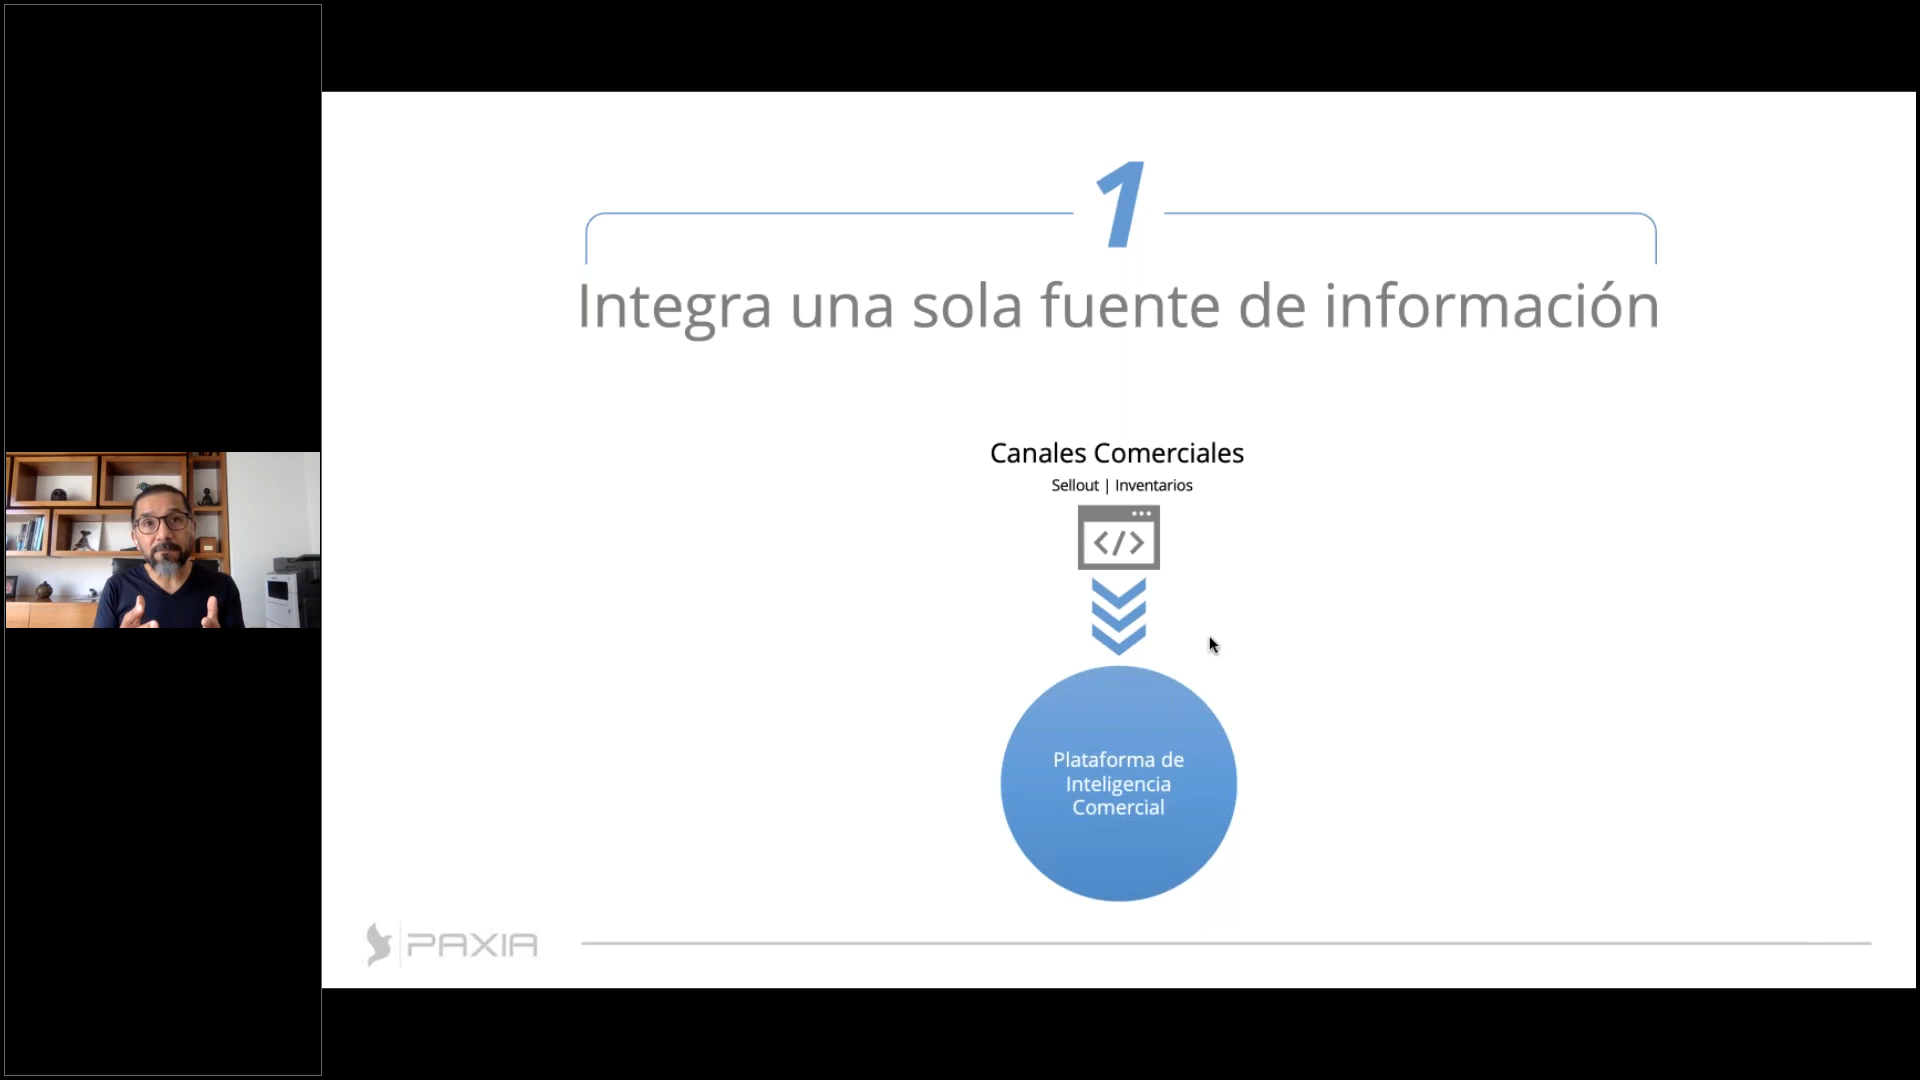 1
Integra una sola fuente de información
Canales Comerciales
Sellout | Inventarios
</>
Plataforma de
Inteligencia
Comercial
PAXIA